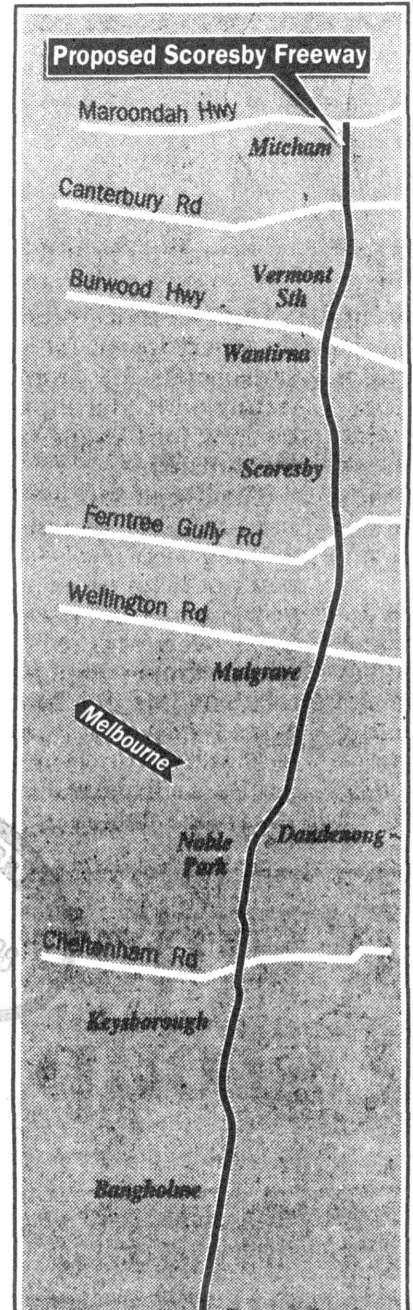 Proposed Scoresby Freeway
Maroondah Hwy
Mitcham
Canterbury Rd
Vermont
Sth
Burwood Hwy
Wantirna
Scoresby
Ferntree Gully Rd
Wellington Rd
Mulgrave
Melbourne
Noble
Park
Dandenong
Cheltenham Rd
Keysborough
Bangholme